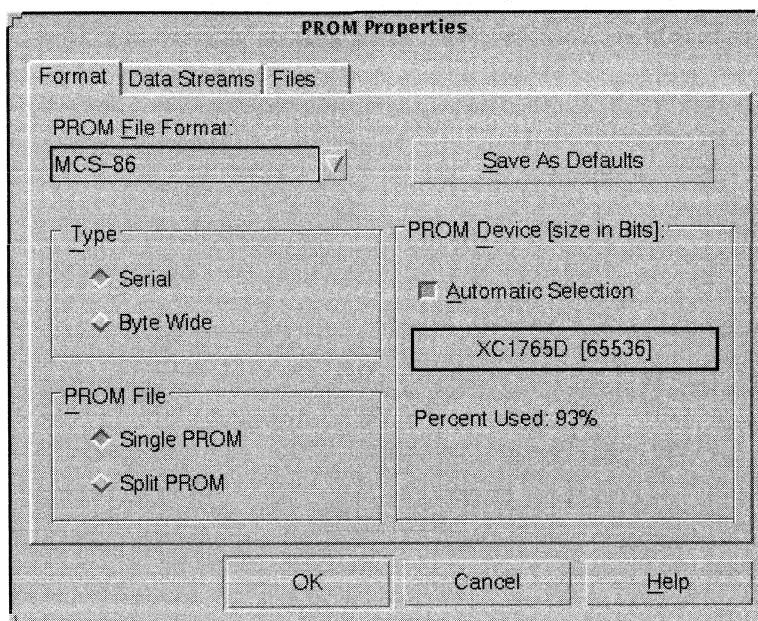 PROM Properties
Format
Data Streams
Files
PROM File Format:
MCS-86
Save As Defaults
Type
Serial
Byte Wide
PROM Device [size in Bits]:
Automatic Selection
XC1765D [65536]
Percent Used: 93%
PROM File
Single PROM
Split PROM
OK
Cancel
Help